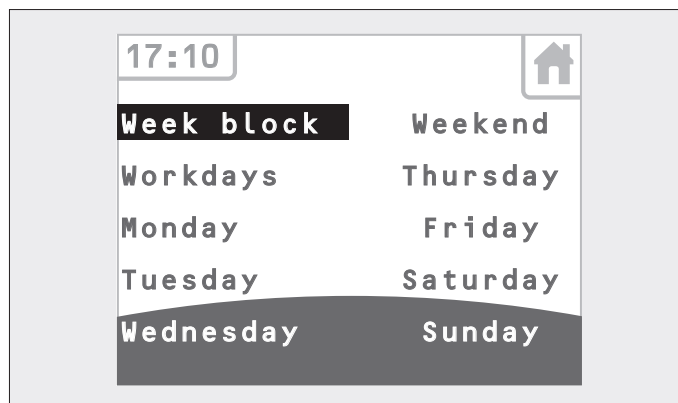 17:10
Week block Weekend
Workdays Thursday
Monday Friday
Tuesday Saturday
Wednesday Sunday